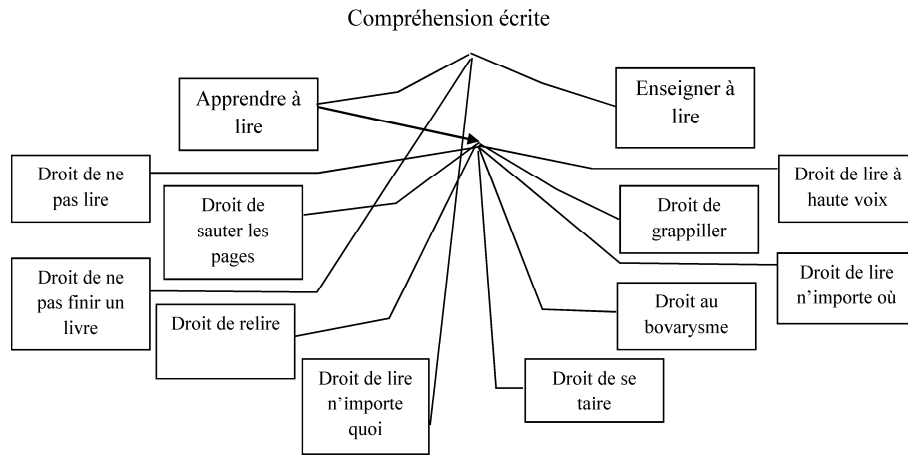 Compréhension écrite
Apprendre à
lire
Enseigner à
lire
Droit de ne
pas lire
Droit de
sauter les
pages
Droit de
grappiller
Droit de lire à
haute voix
Droit de ne
pas finir un
livre
Droit de relire
Droit au
bovarysme
Droit de lire
n’importe où
Droit de lire
n’importe
quoi
Droit de se
taire